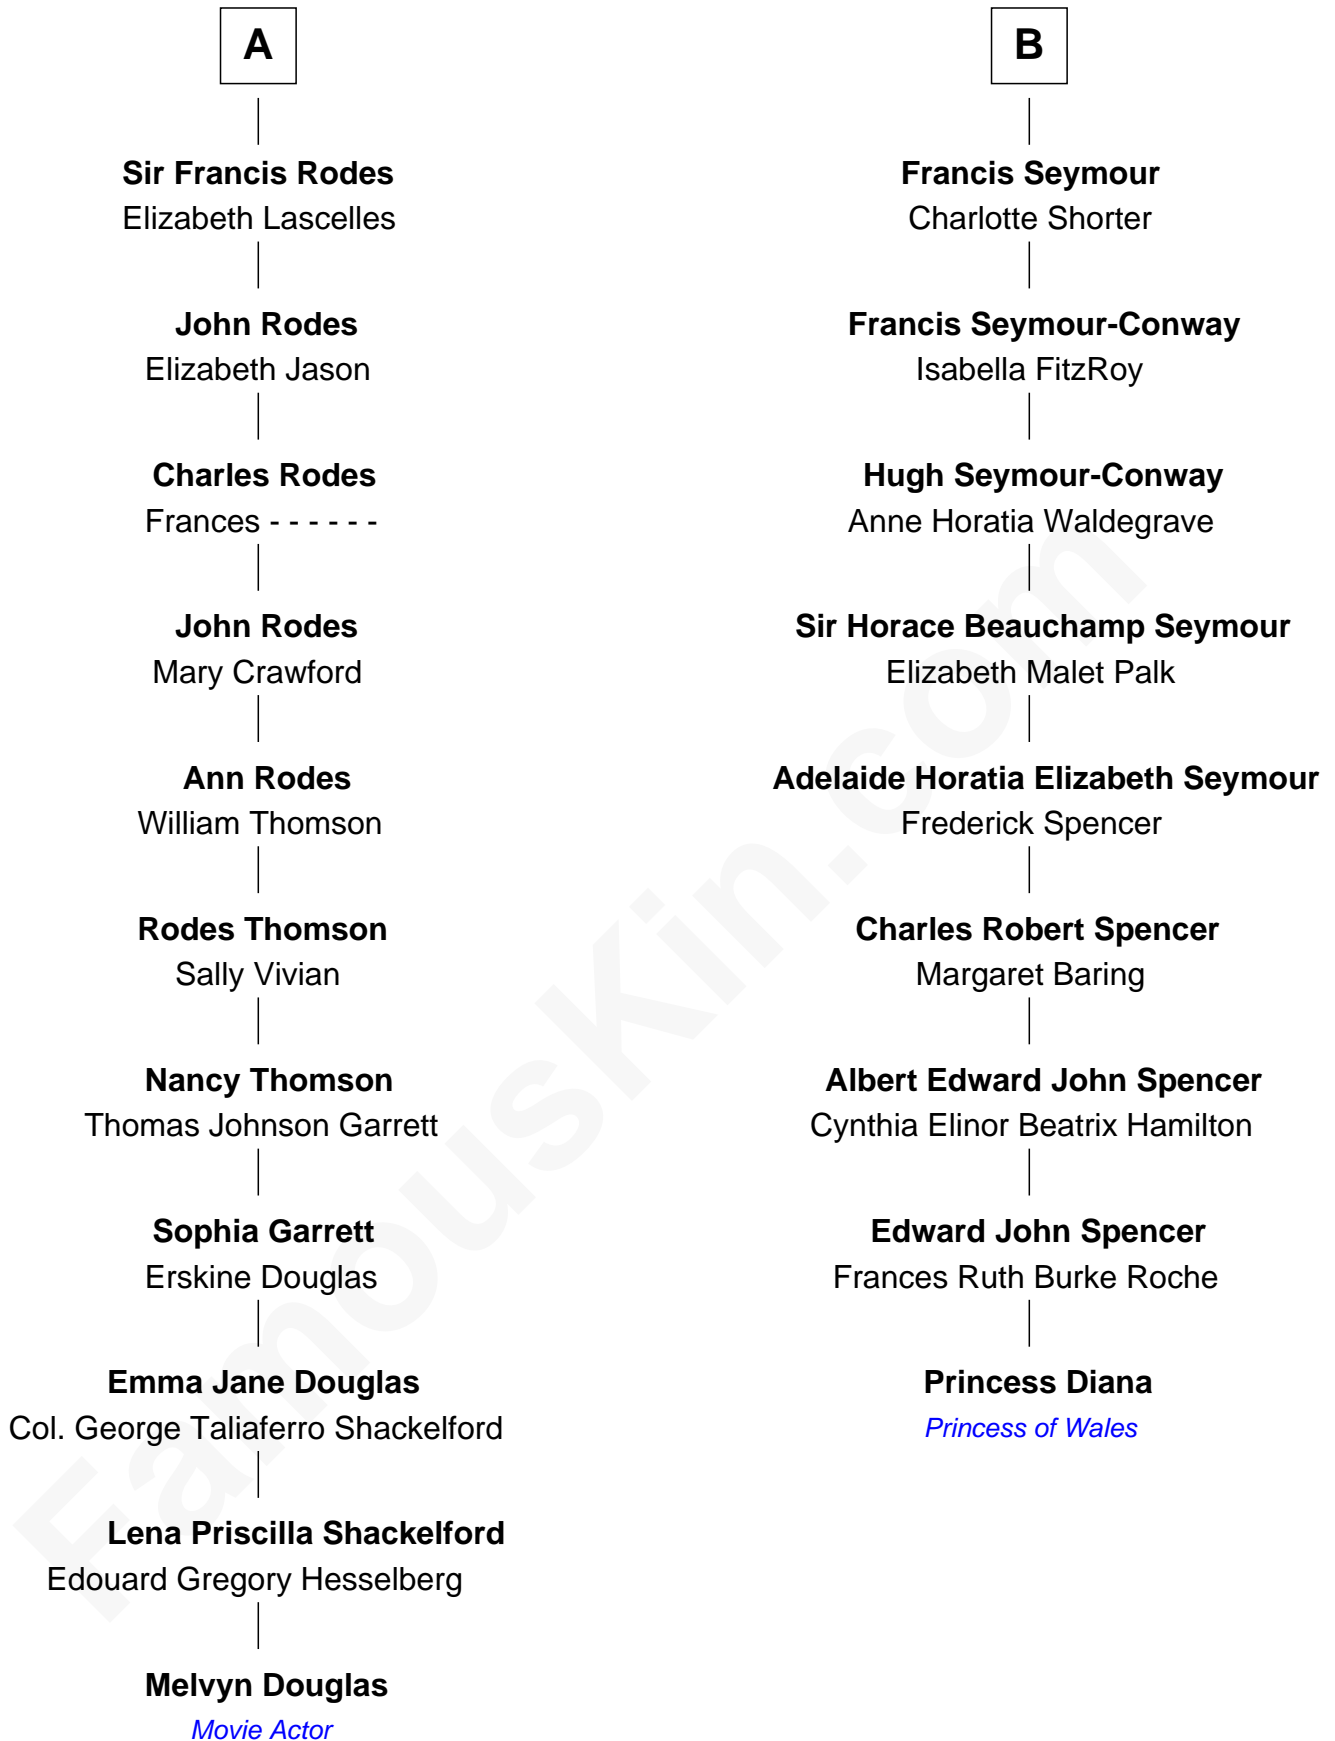 A
Sir Francis Rodes
Elizabeth Lascelles
John Rodes
Elizabeth Jason
Charles Rodes
Frances - - - - - -
John Rodes
Mary Crawford
Ann Rodes
William Thomson
Rodes Thomson
Sally Vivian
Nancy Thomson
Thomas Johnson Garrett
Sophia Garrett
Erskine Douglas
Emma Jane Douglas
Col. George Taliaferro Shackelford
Lena Priscilla Shackelford
Edouard Gregory Hesselberg
Melvyn Douglas
Movie Actor
B
Francis Seymour
Charlotte Shorter
Francis Seymour-Conway
Isabella FitzRoy
Hugh Seymour-Conway
Anne Horatia Waldegrave
Sir Horace Beauchamp Seymour
Elizabeth Malet Palk
Adelaide Horatia Elizabeth Seymour
Frederick Spencer
Charles Robert Spencer
Margaret Baring
Albert Edward John Spencer
Cynthia Elinor Beatrix Hamilton
Edward John Spencer
Frances Ruth Burke Roche
Princess Diana
Princess of Wales
FamousKin.com